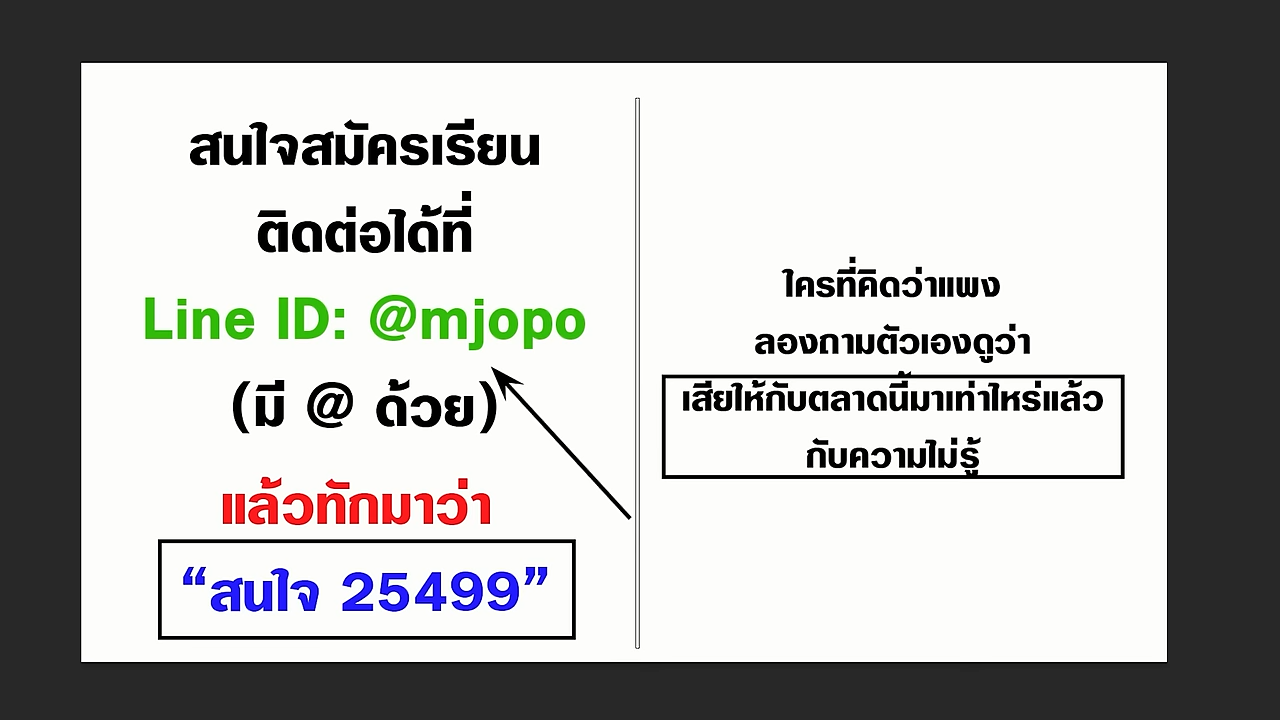 สนใจสมัครเรียน
ติดต่อได้ที่
Line ID: @mjopo
(มี @ ด้วย)
แล้วทักมาว่า
“สนใจ 25499”
ใครที่คิดว่าแพง
ลองถามตัวเองดูว่า
เสียให้กับตลาดนี้มาเท่าไหร่แล้ว
กับความไม่รู้